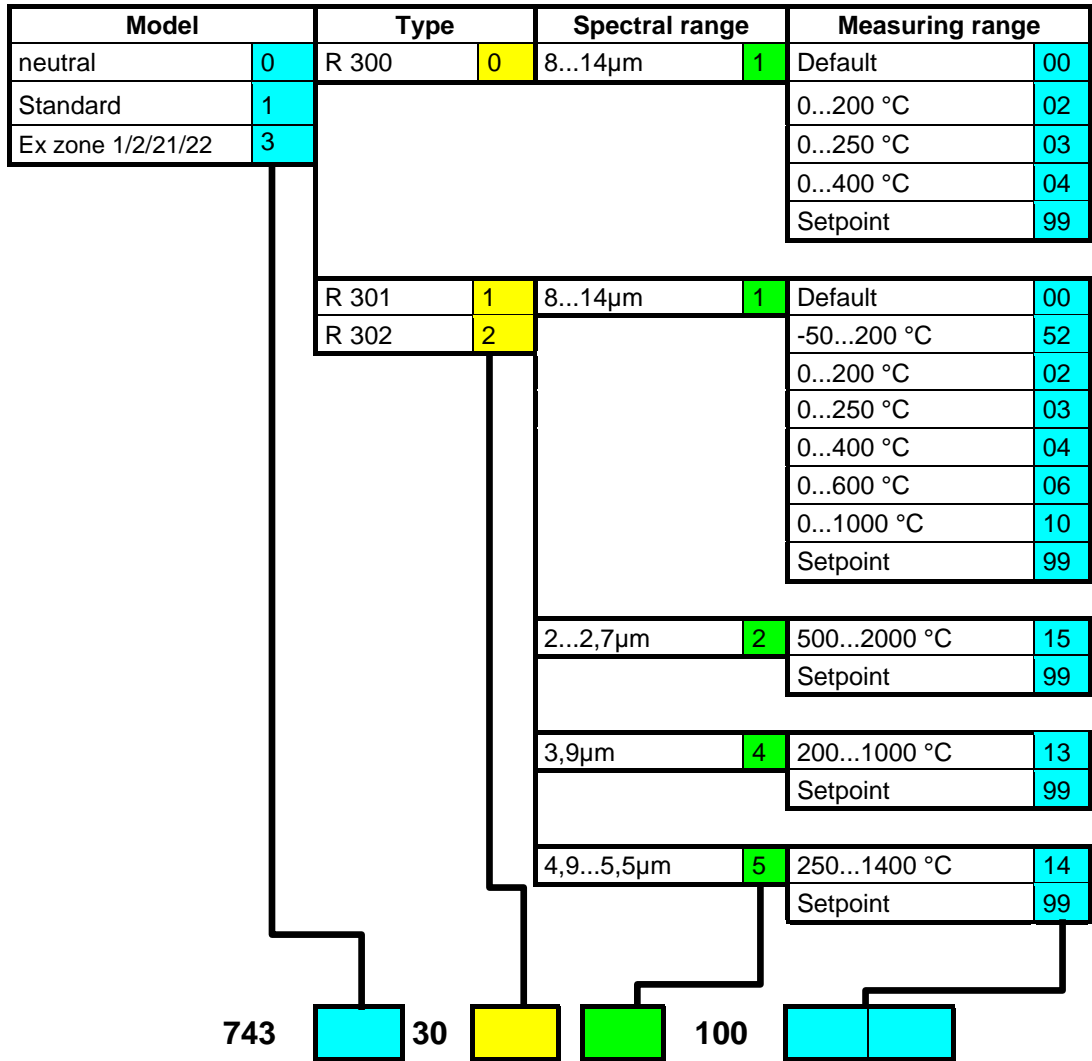 Model Type Spectral range Measuring range
neutral 0 R 300 0 8...14µm 1 Default 00
Standard 1 0...200 °C 02
Ex zone 1/2/21/22 3 0...250 °C 03
0...400 °C 04
Setpoint 99
R 301 1 8...14µm 1 Default 00
R 302 2 -50...200 °C 52
0...200 °C 02
0...250 °C 03
0...400 °C 04
0...600 °C 06
0...1000 °C 10
Setpoint 99
2...2,7µm 2 500...2000 °C 15
Setpoint 99
3,9µm 4 200...1000 °C 13
Setpoint 99
4,9...5,5µm 5 250...1400 °C 14
Setpoint 99
743 30 100